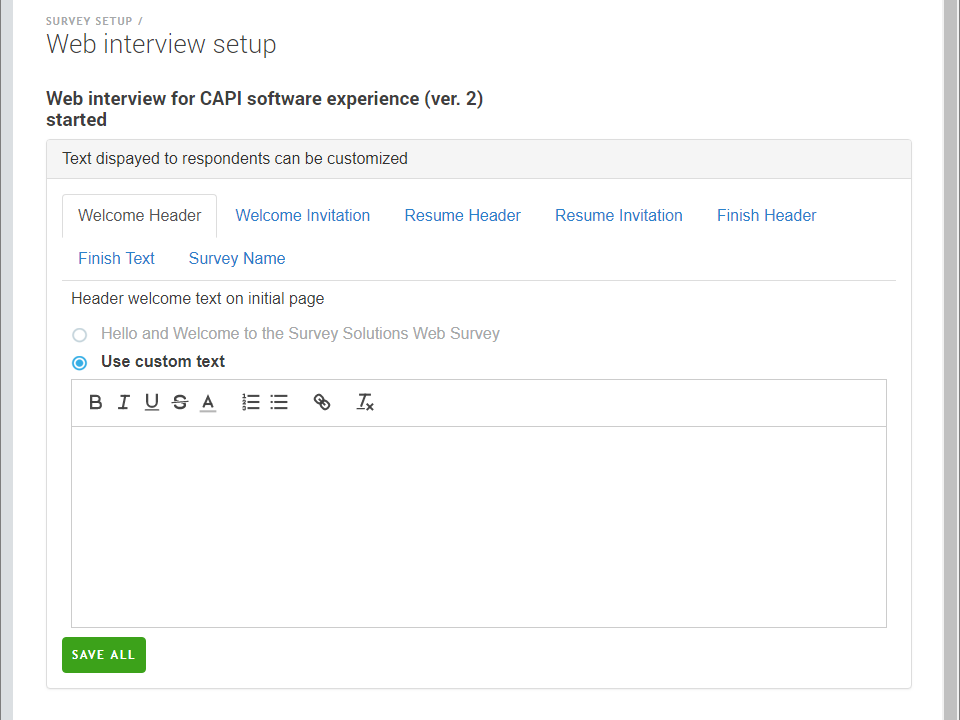 SURVEY SETUP /
Web interview setup
Web interview for CAPI software experience (ver. 2)
started
Text dispayed to respondents can be customized
Welcome Header Welcome Invitation Resume Header Resume Invitation Finish Header
Finish Text Survey Name
Header welcome text on initial page
Hello and Welcome to the Survey Solutions Web Survey
Use custom text
B I U S A
SAVE ALL